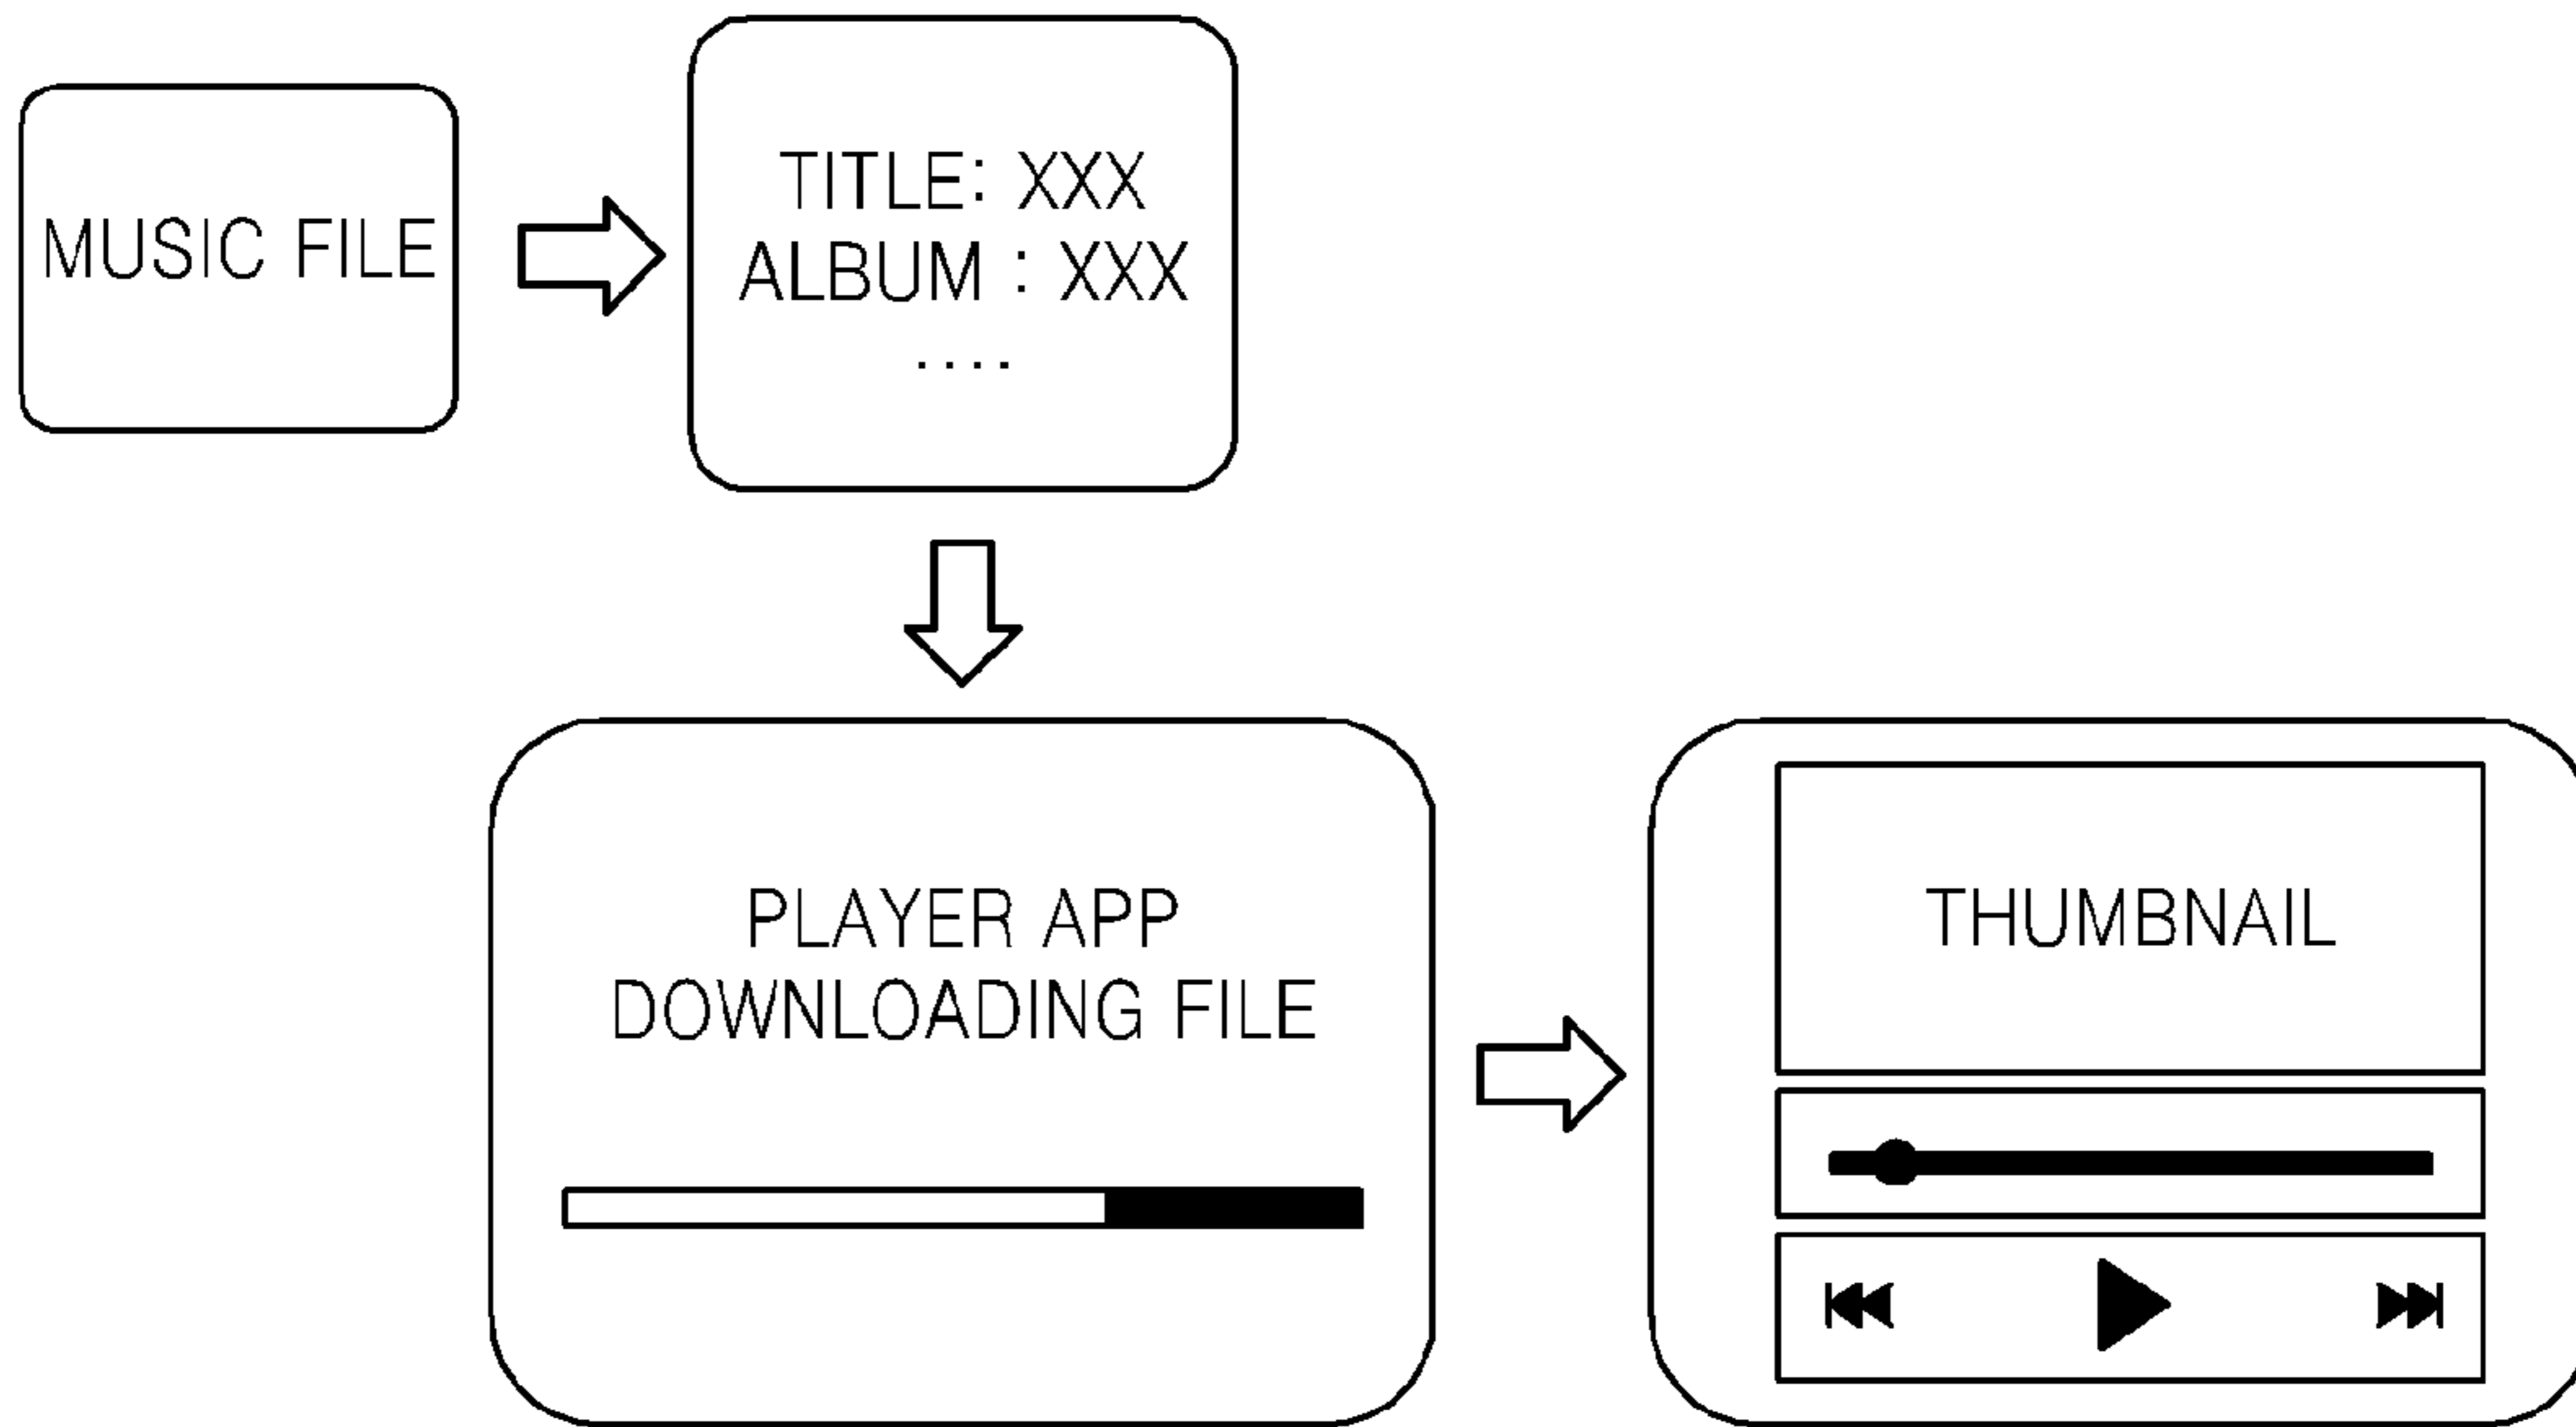 MUSIC FILE
TITLE: XXX
ALBUM : XXX
....
PLAYER APP
DOWNLOADING FILE
THUMBNAIL